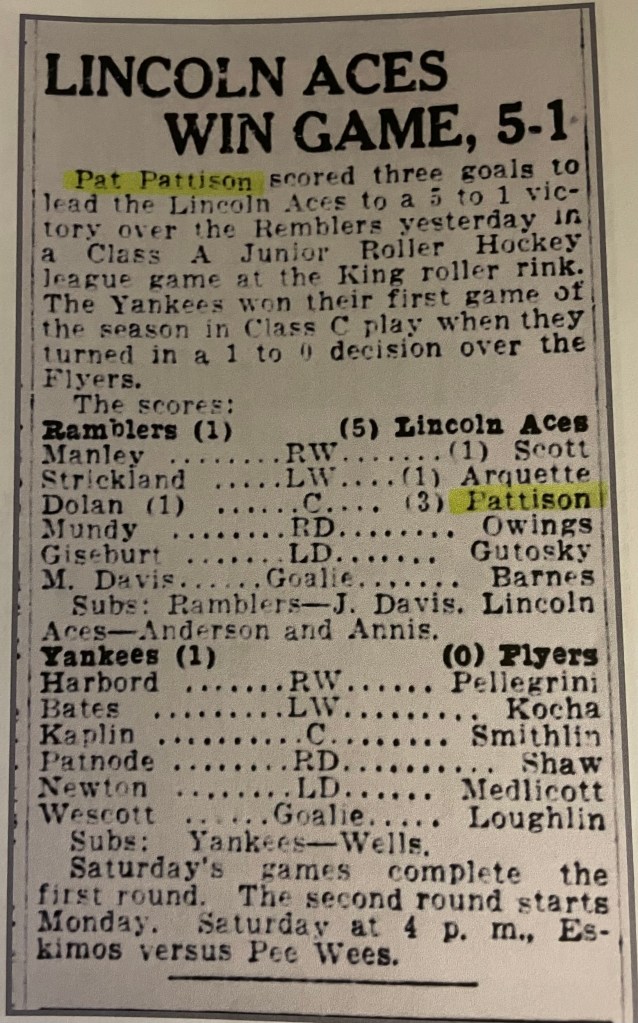 LINCOLN ACES
WIN GAME, 5-1
Pat Pattison scored three goals to
lead the Lincoln Aces to a 5 to 1 vic-
tory over the Remblers yesterday in
a Class A Junior Roller Hockey
league game at the King roller rink.
The Yankees won their first game of
the season in Class C play when they
turned in a 1 to 0 decision over the
Flyers.
The scores:
Ramblers (1) (5) Lincoln Aces
Manley ........RW.......(1) Scott
Strickland .....LW....(1) Arquette
Dolan (1) ......C.... (3) Pattison
Mundy ........RD........ Owings
Giseburt .......LD....... Gutosky
M. Davis......Goalie....... Barnes
Subs: Ramblers—J. Davis. Lincoln
Aces—Anderson and Annis.
Yankees (1) (0) Flyers
Harbord .......RW...... Pellegrini
Bates .........LW......... Kocha
Kaplin ..........C........ Smithlin
Patnode ........RD.......... Shaw
Newton ........LD...... Medlicott
Wescott ......Goalie..... Loughlin
Subs: Yankees—Wells.
Saturday's games complete the
first round. The second round starts
Monday. Saturday at 4 p. m., Es-
kimos versus Pee Wees.